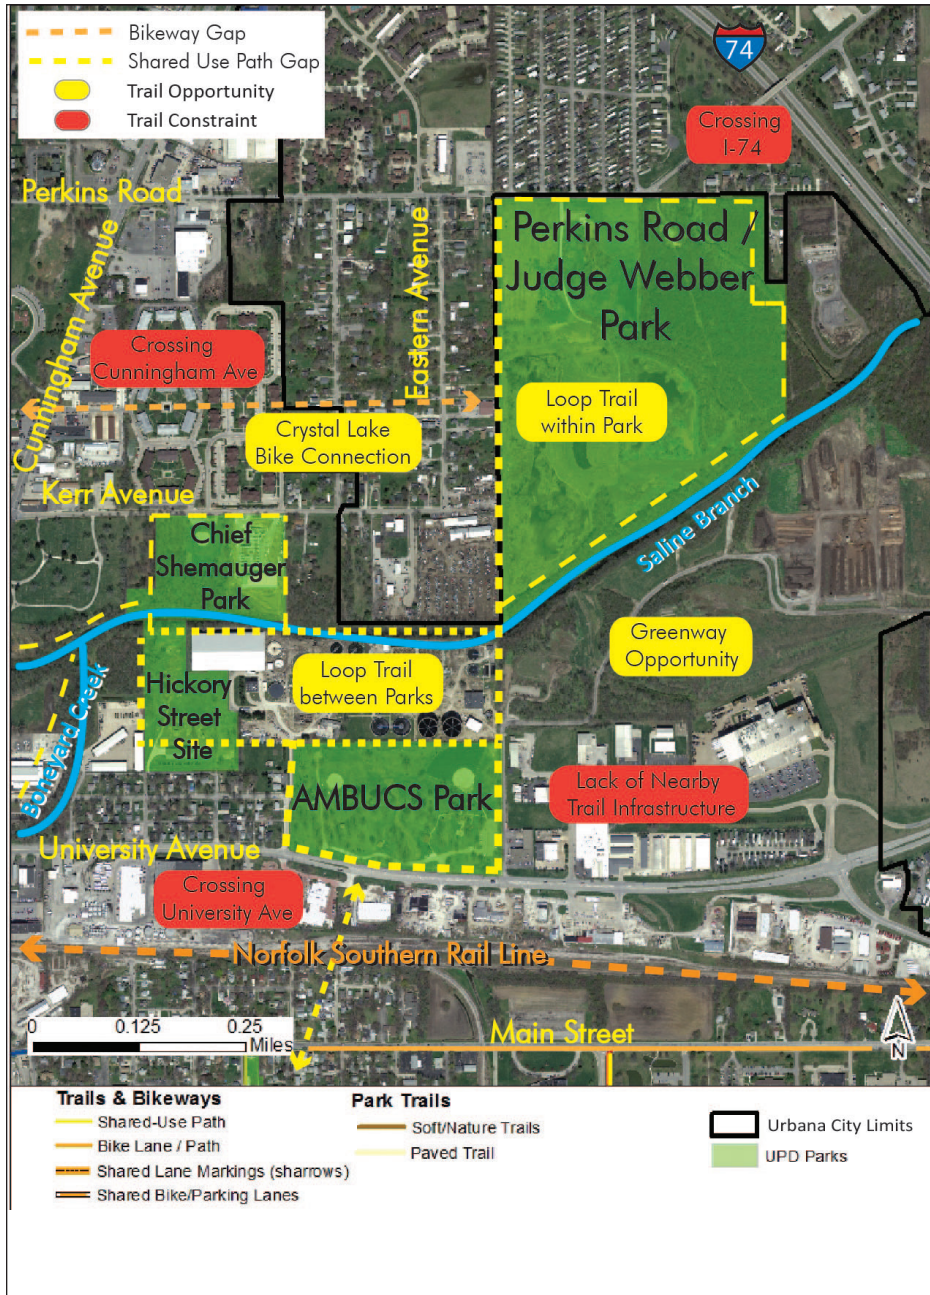 Bikeway Gap
Shared Use Path Gap
Trail Opportunity
Trail Constraint
74
Crossing
I-74
Perkins Road
Cunningham Avenue
Eastern Avenue
Perkins Road /
Judge Webber
Park
Crossing
Cunningham Ave
Loop Trail
within Park
Crystal Lake
Bike Connection
Kerr Avenue
Saline Branch
Chief
Shemauger
Park
Greenway
Opportunity
Loop Trail
between Parks
Hickory
Street
Site
Boneyard Creek
AMBUCS Park
Lack of Nearby
Trail Infrastructure
University Avenue
Crossing
University Ave
Norfolk Southern Rail Line
0 0.125 0.25
Miles
Main Street
N
Trails & Bikeways
Shared-Use Path
Bike Lane / Path
Shared Lane Markings (sharrows)
Shared Bike/Parking Lanes
Park Trails
Soft/Nature Trails
Paved Trail
Urbana City Limits
UPD Parks